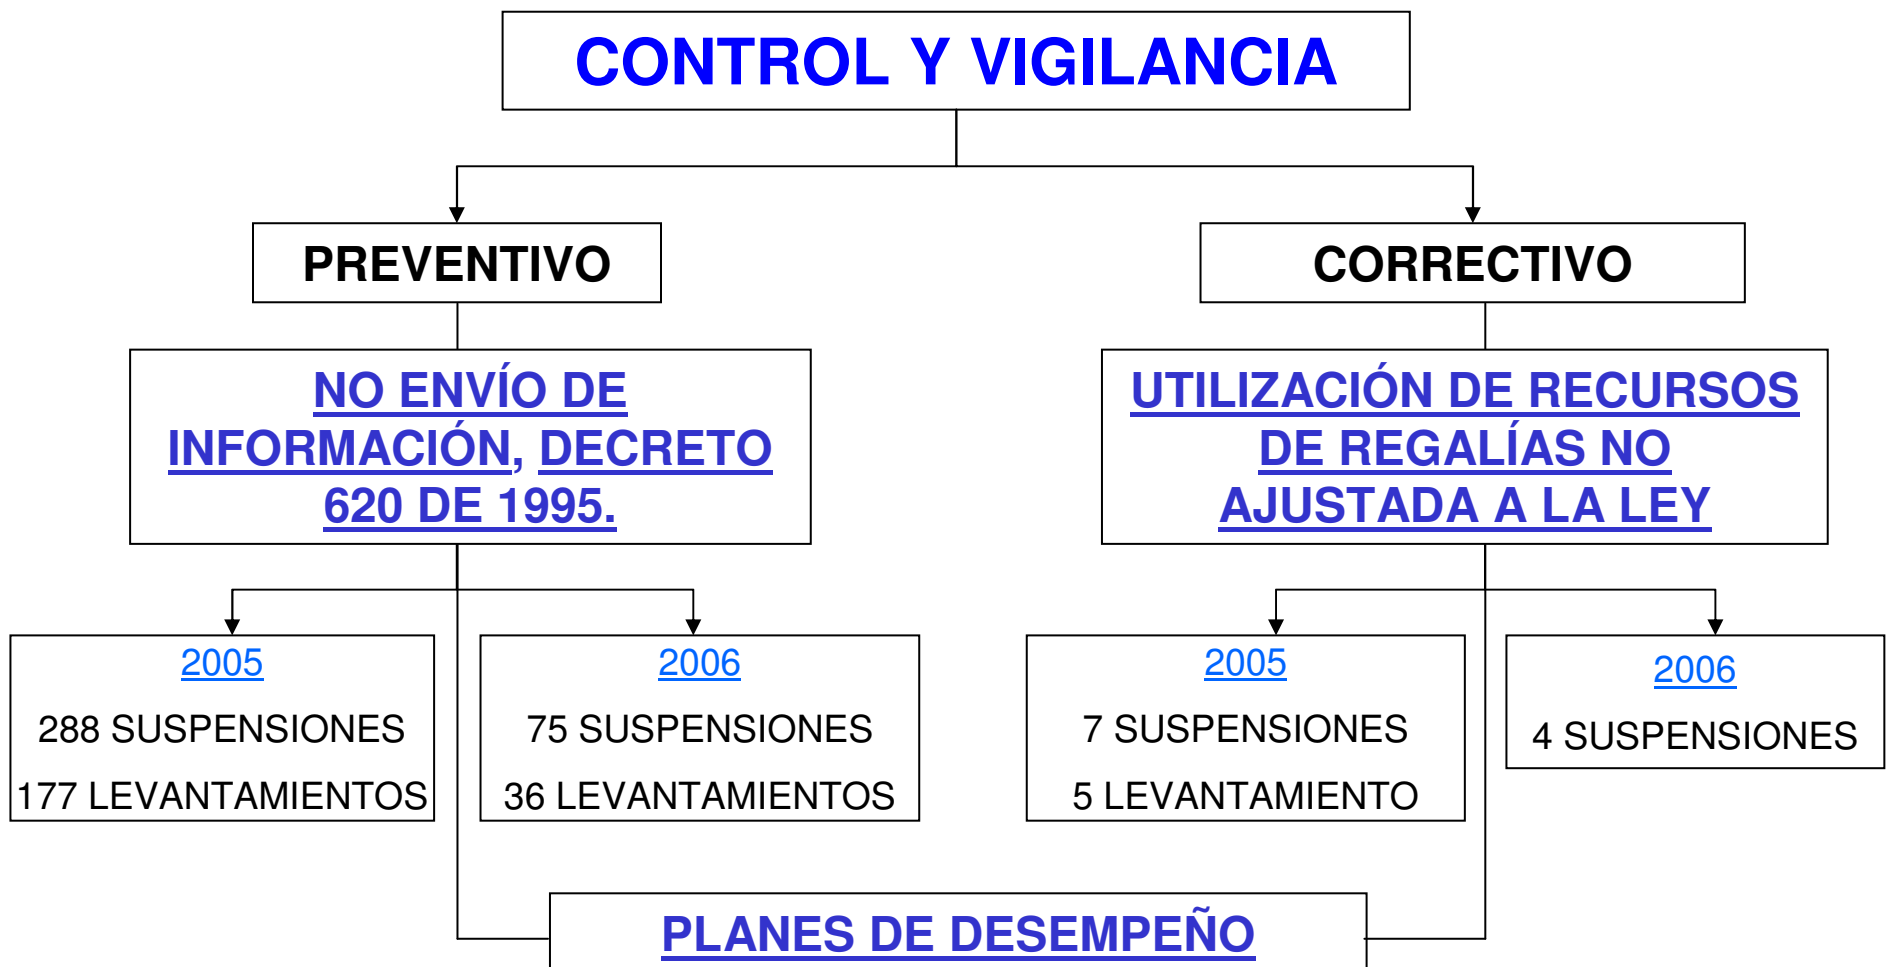 CONTROL Y VIGILANCIA
PREVENTIVO
CORRECTIVO
NO ENVÍO DE
INFORMACIÓN, DECRETO
620 DE 1995.
UTILIZACIÓN DE RECURSOS
DE REGALÍAS NO
AJUSTADA A LA LEY
2005
288 SUSPENSIONES
177 LEVANTAMIENTOS
2006
75 SUSPENSIONES
36 LEVANTAMIENTOS
2005
7 SUSPENSIONES
5 LEVANTAMIENTO
2006
4 SUSPENSIONES
PLANES DE DESEMPEÑO